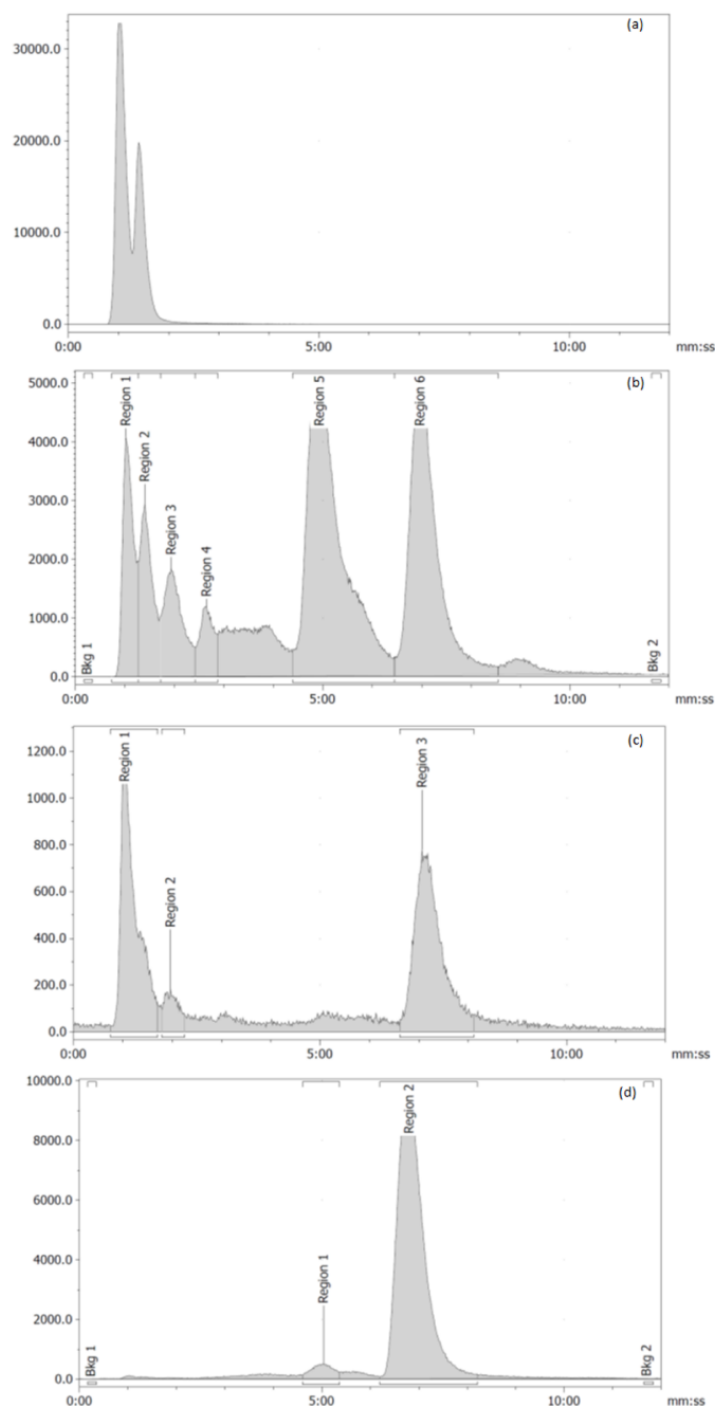 (a)
30000.0
20000.0
10000.0
0.0
0:00 5:00 10:00 mm:ss
(b)
5000.0
4000.0
3000.0
2000.0
1000.0
0.0
Bkg 1
Region 1
Region 2
Region 3
Region 4
Region 5
Region 6
Bkg 2
0:00 5:00 10:00 mm:ss
(c)
1200.0
1000.0
800.0
600.0
400.0
200.0
0.0
Region 1
Region 2
Region 3
0:00 5:00 10:00 mm:ss
(d)
10000.0
8000.0
6000.0
4000.0
2000.0
0.0
Bkg 1
Region 1
Region 2
Bkg 2
0:00 5:00 10:00 mm:ss